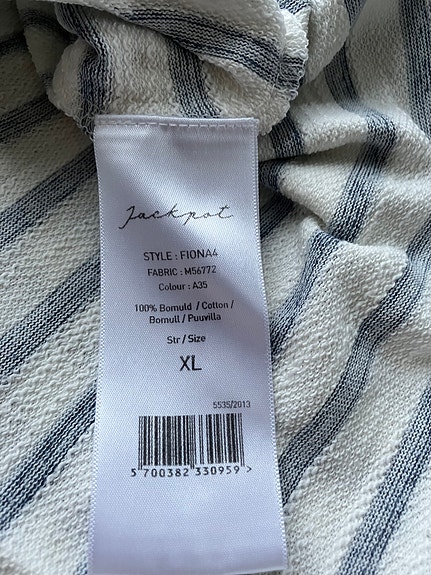 Jackpot
STYLE : FIONA4
FABRIC : M56772
Colour : A35
100% Bomuld / Cotton /
Bomull / Puuvilla
Str / Size
XL
5535/2013
5 700382 330959 >